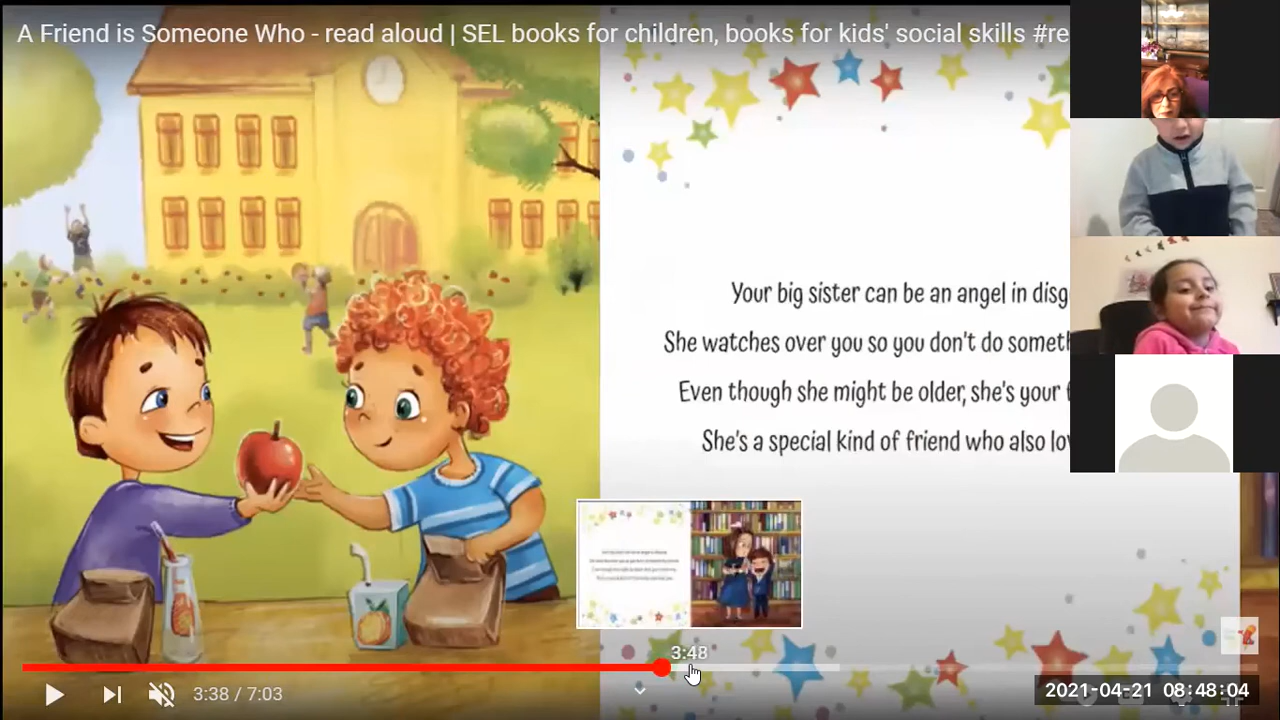 A Friend is Someone Who - read aloud | SEL books for children, books for kids' social skills #re
Your big sister can be an angel in disg
She watches over you so you don't do someth
Even though she might be older, she's your
She's a special kind of friend who also lo
3:48
3:38 / 7:03
2021-04-21 08:48:04